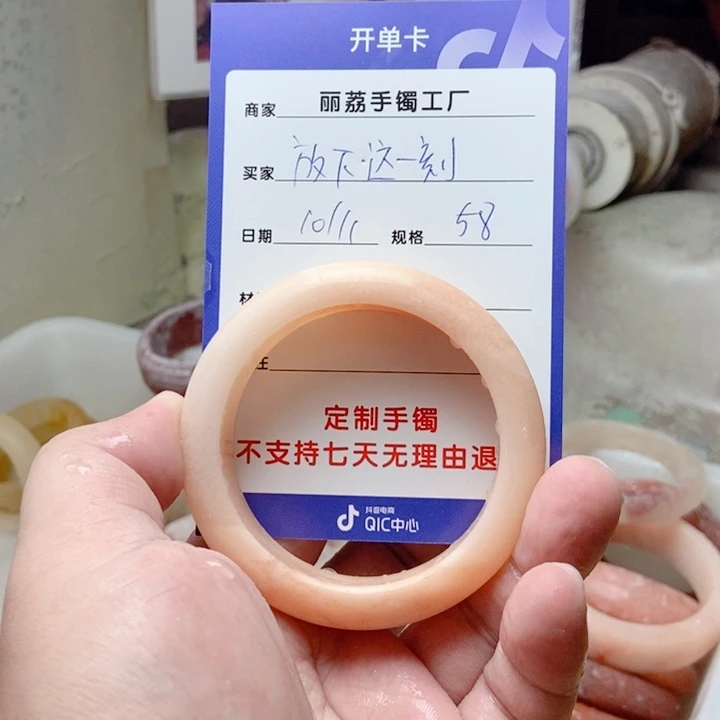 开单卡
商家 丽荔手镯工厂
买家 放下这一刻
日期 10/11 规格 58
材
注
定制手镯
不支持七天无理由退
抖音电商
QIC中心